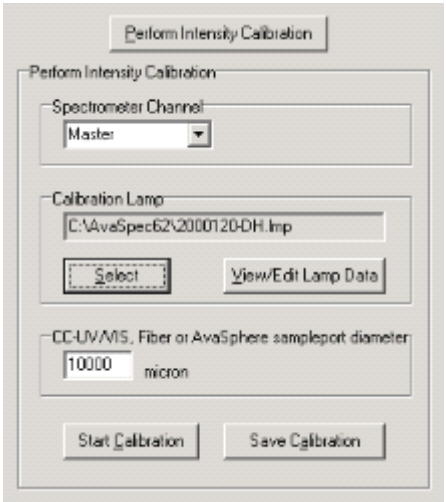 Perform Intensity Calibration
Perform Intensity Calibration
Spectrometer Channel
Master
Calibration Lamp
C:\AvaSpec62\2000120-DH.lmp
Select View/Edit Lamp Data
CC-UV/VIS, Fiber or AvaSphere sampleport diameter
10000 micron
Start Calibration Save Calibration